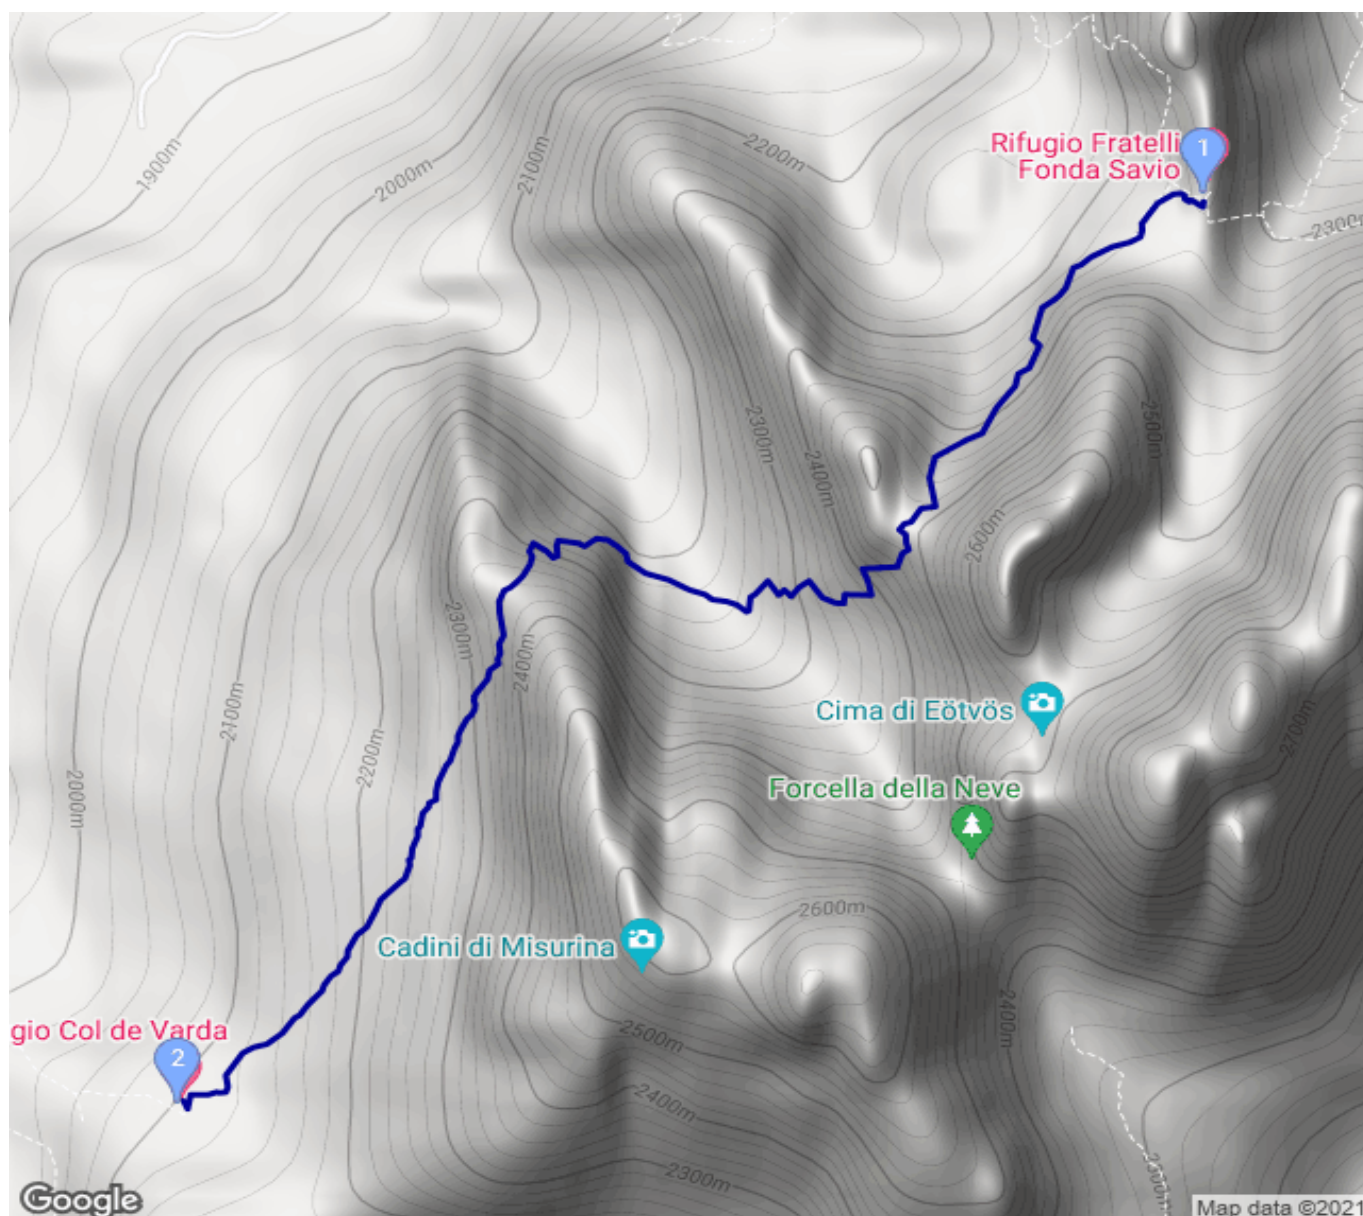 2200m
2100m
1900m
2000m
Rifugio Fratelli
Fonda Savio
1
2300m
2300m
2400m
2500m
2600m
2300m
2400m
2100m
2200m
2000m
Cima di Eötvös
2700m
Forcella della Neve
2600m
Cadini di Misurina
2400m
2500m
gio Col de Varda
2
2400m
2300m
2300m
Google
Map data ©2021